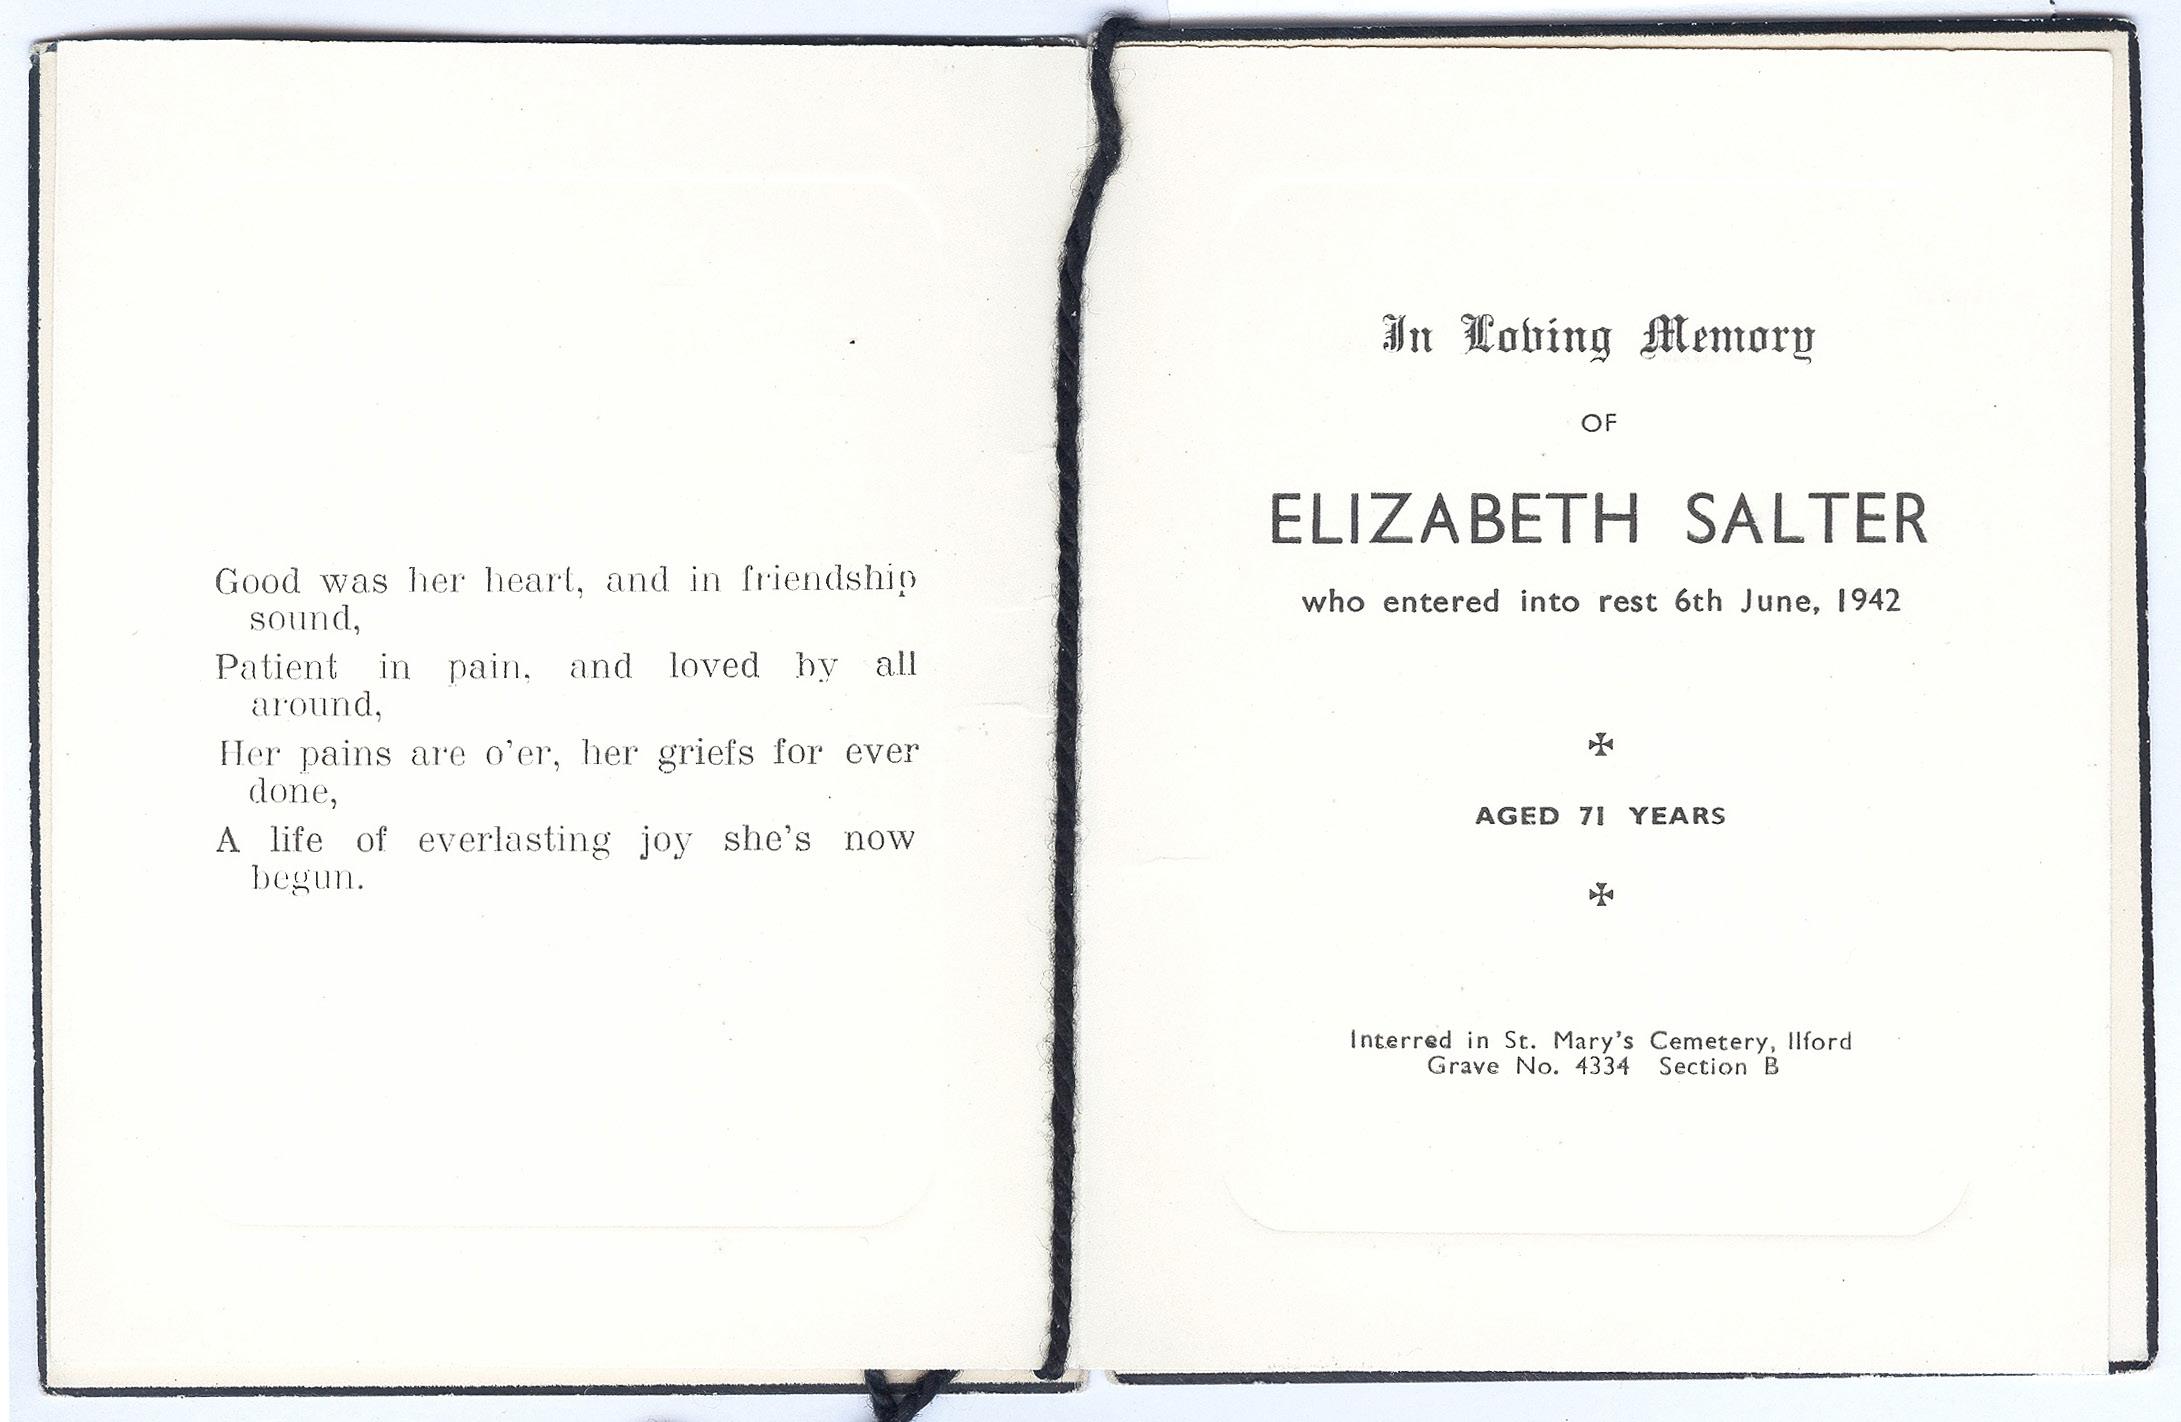 Good was her heart, and in friendship
sound,
Patient in pain, and loved by all
around,
Her pains are o'er, her griefs for ever
done,
A life of everlasting joy she's now
begun.
In Loving Memory
OF
ELIZABETH SALTER
who entered into rest 6th June, 1942
AGED 71 YEARS
Interred in St. Mary's Cemetery, Ilford
Grave No. 4334 Section B